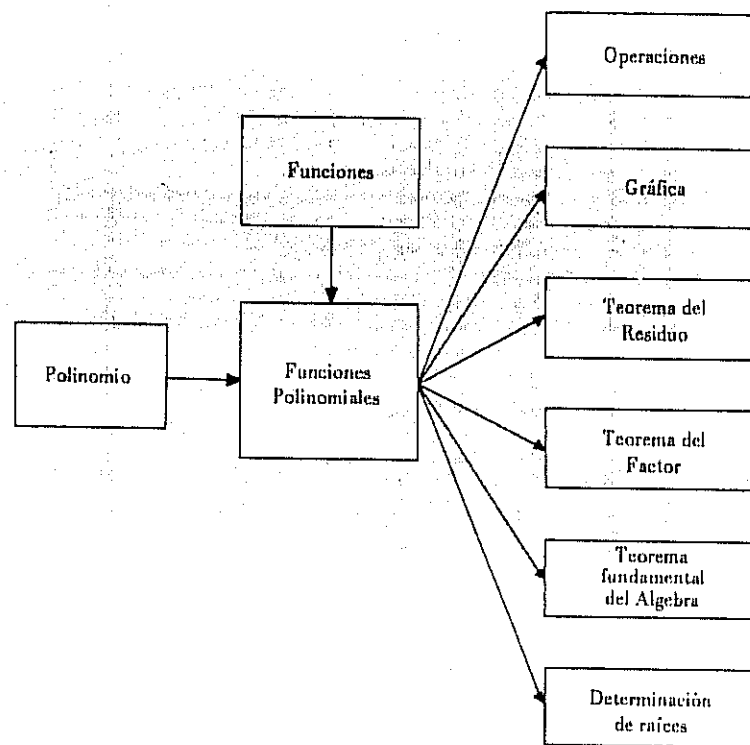 Operaciones
Funciones
Gráfica
Teorema del
Residuo
Polinomio
Funciones
Polinomiales
Teorema del
Factor
Teorema
fundamental
del Algebra
Determinación
de raíces